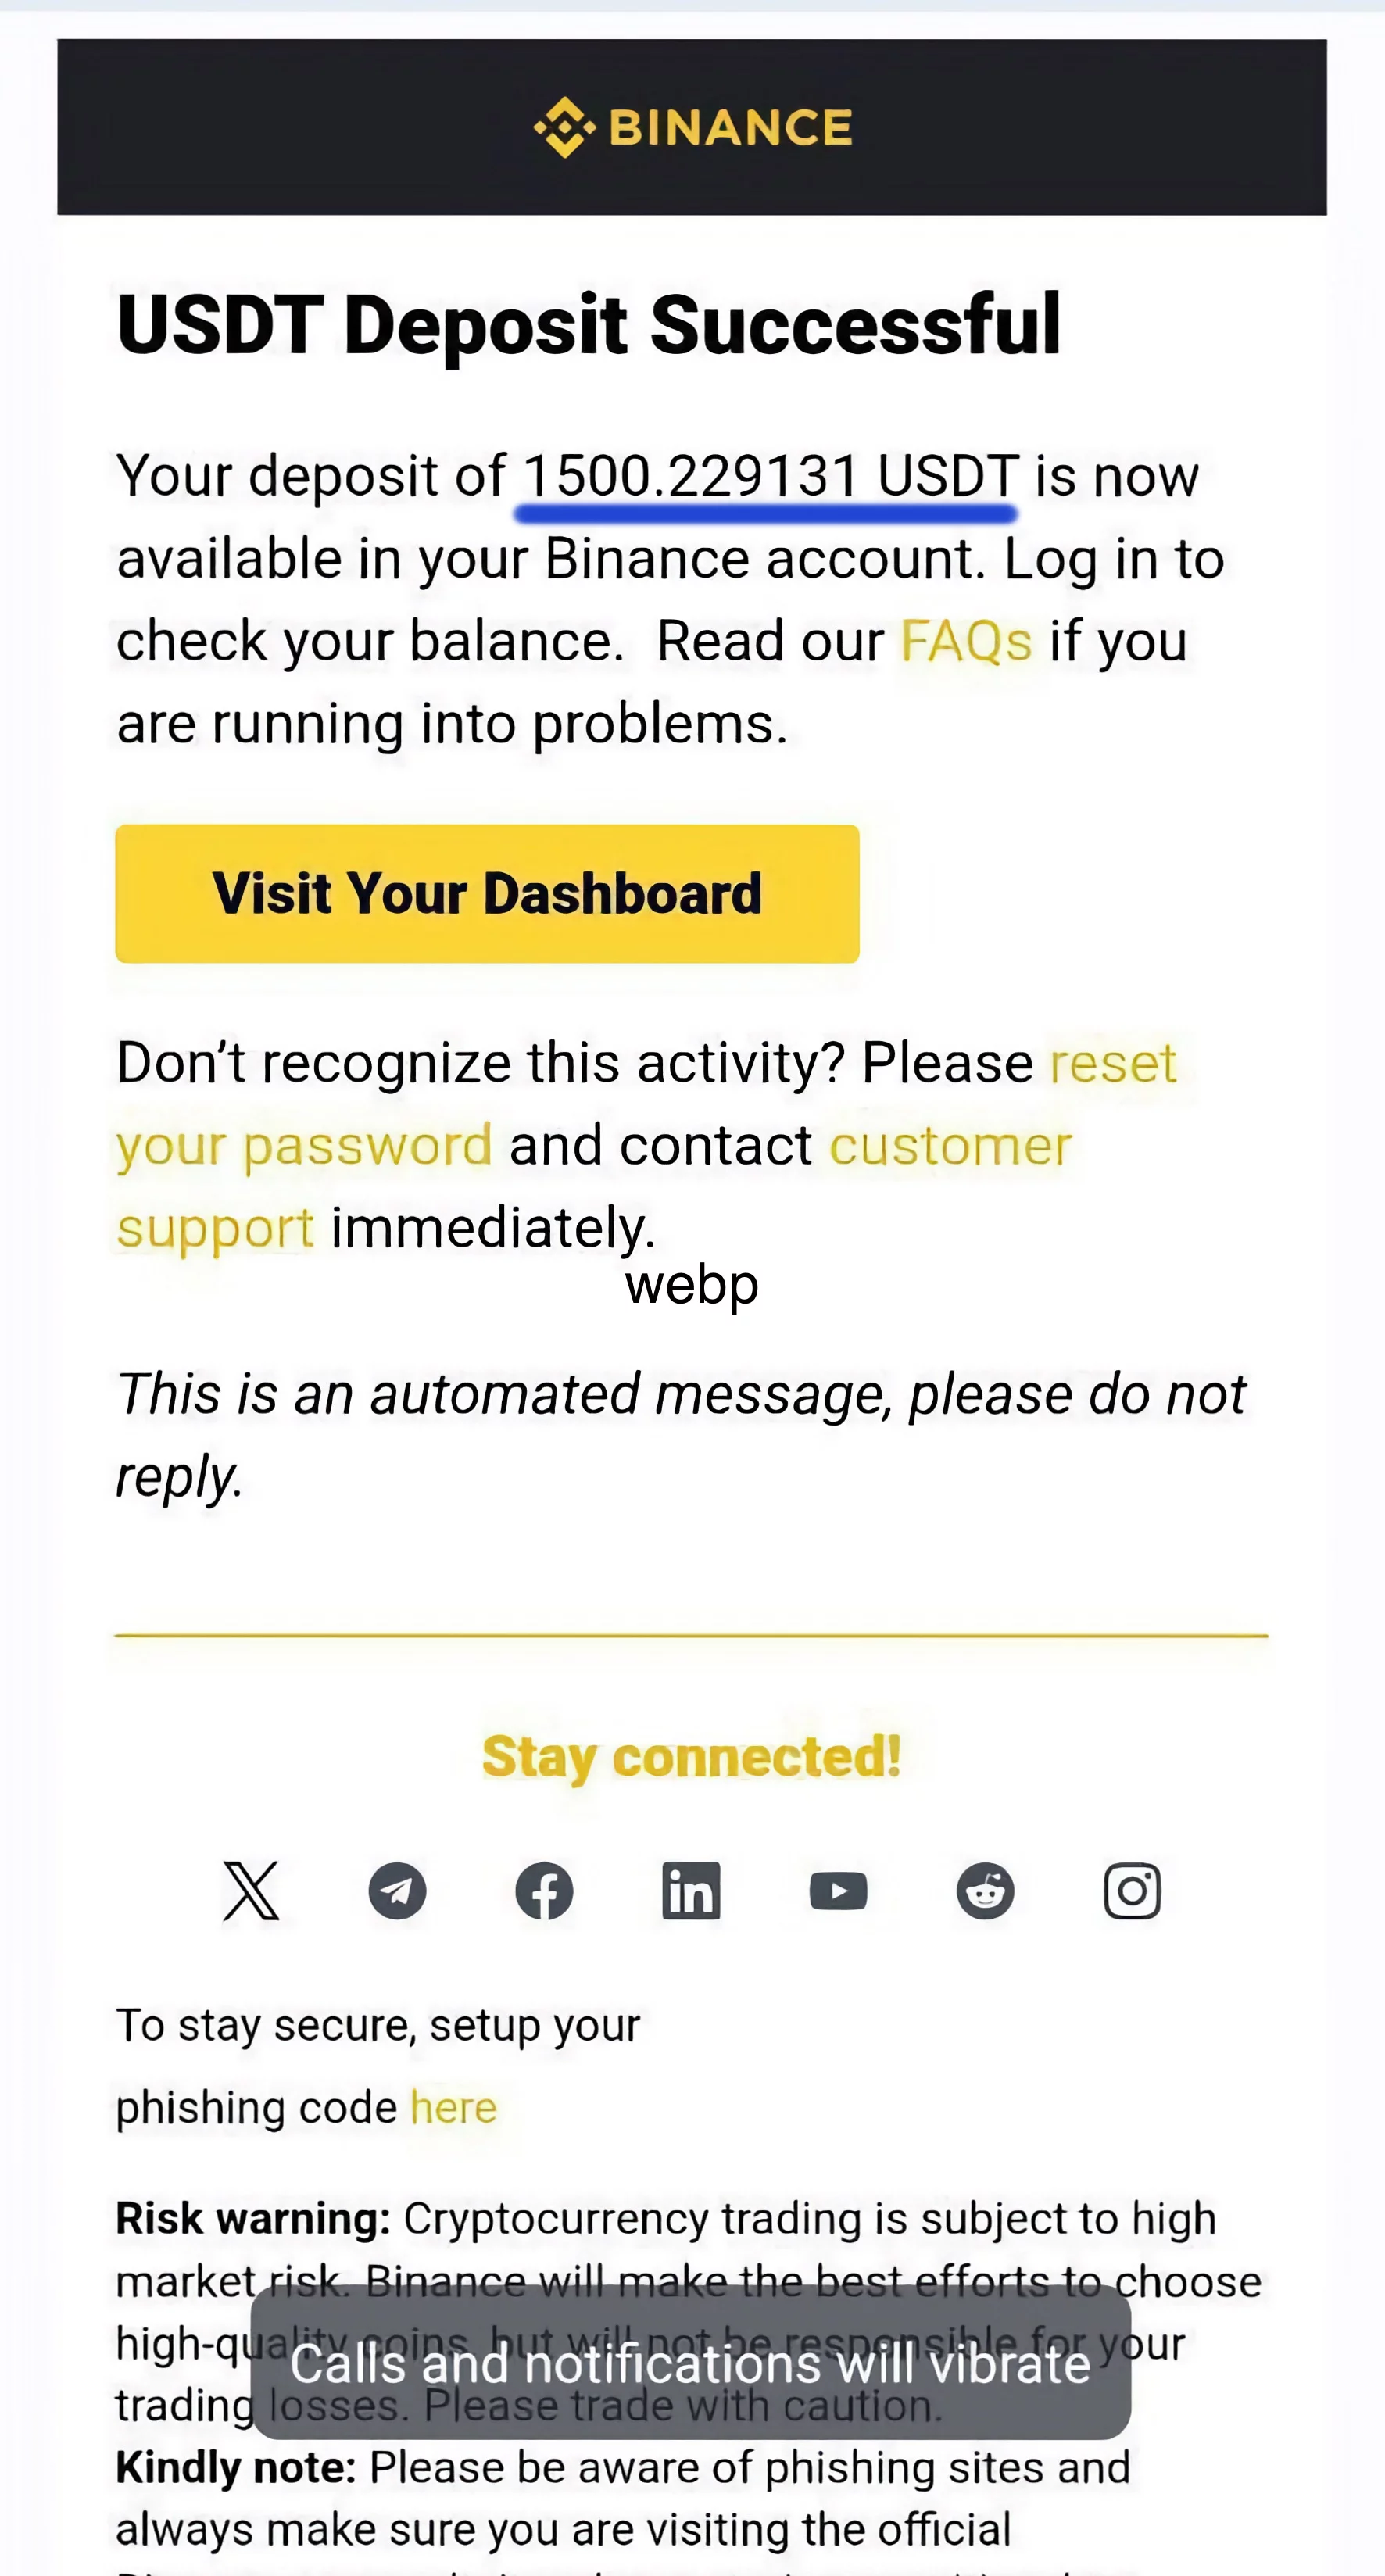 BINANCE
USDT Deposit Successful
Your deposit of 1500.229131 USDT is now
available in your Binance account. Log in to
check your balance. Read our FAQs if you
are running into problems.
Visit Your Dashboard
Don’t recognize this activity? Please reset
your password and contact customer
support immediately.
webp
This is an automated message, please do not
reply.
Stay connected!
To stay secure, setup your
phishing code here
Risk warning: Cryptocurrency trading is subject to high
market risk. Binance will make the best efforts to choose
high-quality coins, but will not be responsible for your
Calls and notifications will vibrate
trading losses. Please trade with caution.
Kindly note: Please be aware of phishing sites and
always make sure you are visiting the official